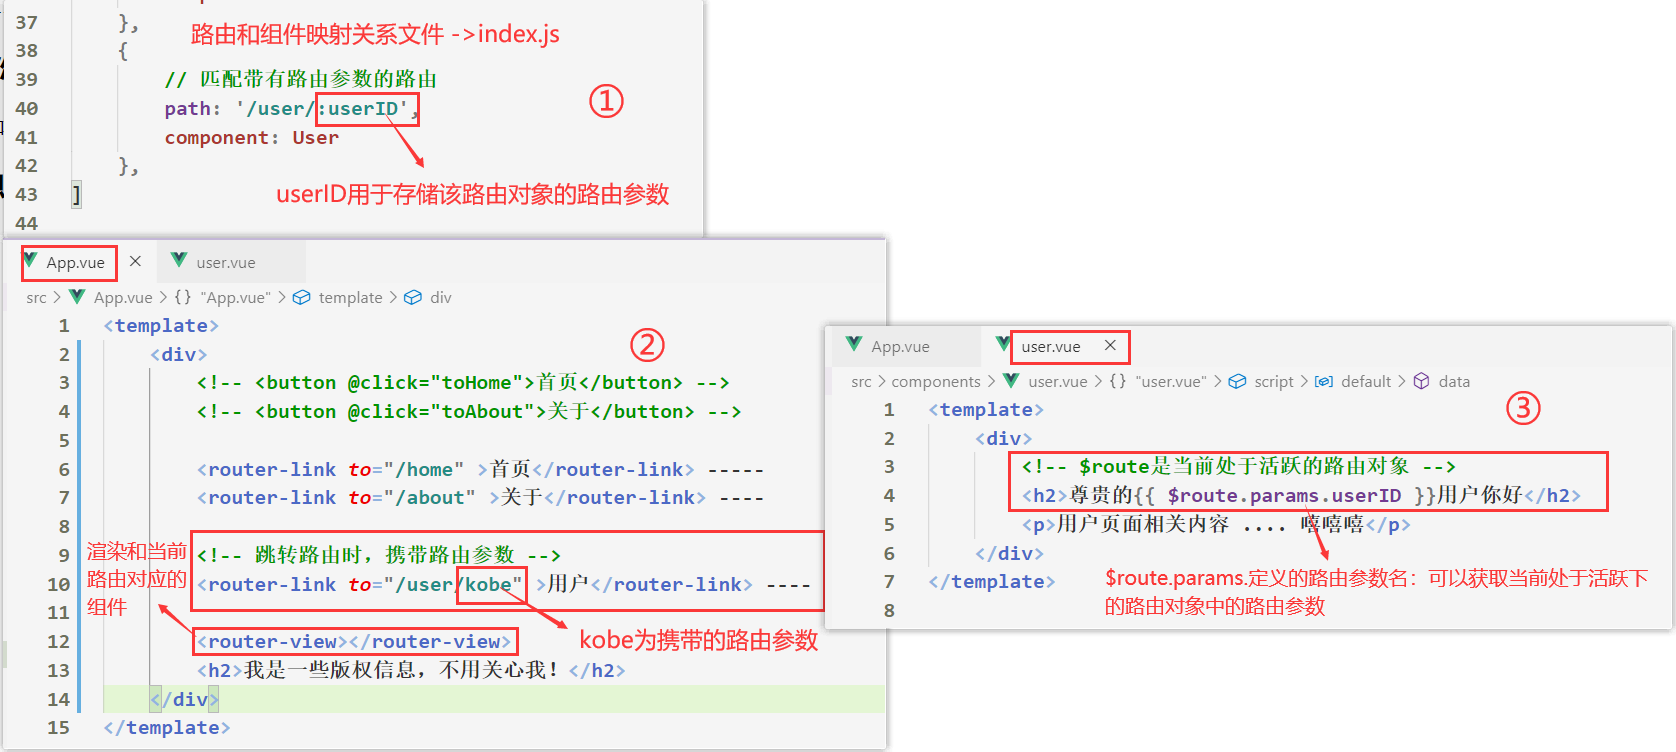 37 },
路由和组件映射关系文件 ->index.js
38 {
39 // 匹配带有路由参数的路由
40 path: '/user/:userID',
①
41 component: User
42 },
userID用于存储该路由对象的路由参数
43 ]
44
App.vue × user.vue
src > App.vue > {} "App.vue" > template > div
1 <template>
②
2 <div>
3 <!-- <button @click="toHome">首页</button> -->
4 <!-- <button @click="toAbout">关于</button> -->
5
6 <router-link to="/home" >首页</router-link> -----
7 <router-link to="/about" >关于</router-link> ----
8
9 <!-- 跳转路由时，携带路由参数 -->
10 <router-link to="/user/kobe" >用户</router-link> ----
11
12 <router-view></router-view>
13 <h2>我是一些版权信息，不用关心我！</h2>
14 </div>
15 </template>
渲染和当前
路由对应的
组件
kobe为携带的路由参数
App.vue user.vue ×
src > components > user.vue > {} "user.vue" > script > default > data
③
1 <template>
2 <div>
3 <!-- $route是当前处于活跃的路由对象 -->
4 <h2>尊贵的{{ $route.params.userID }}用户你好</h2>
5 <p>用户页面相关内容 .... 嘻嘻嘻</p>
6 </div>
7 </template>
8
$route.params.定义的路由参数名：可以获取当前处于活跃下
的路由对象中的路由参数